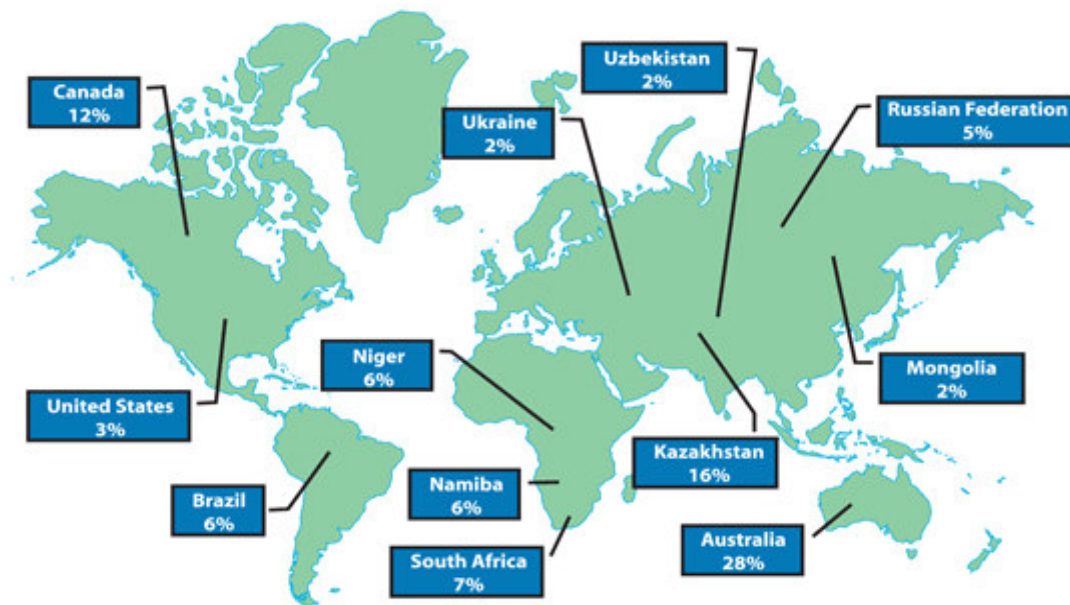 Uzbekistan
2%
Canada
12%
Ukraine
2%
Russian Federation
5%
Niger
6%
Mongolia
2%
United States
3%
Kazakhstan
16%
Namiba
6%
Brazil
6%
Australia
28%
South Africa
7%